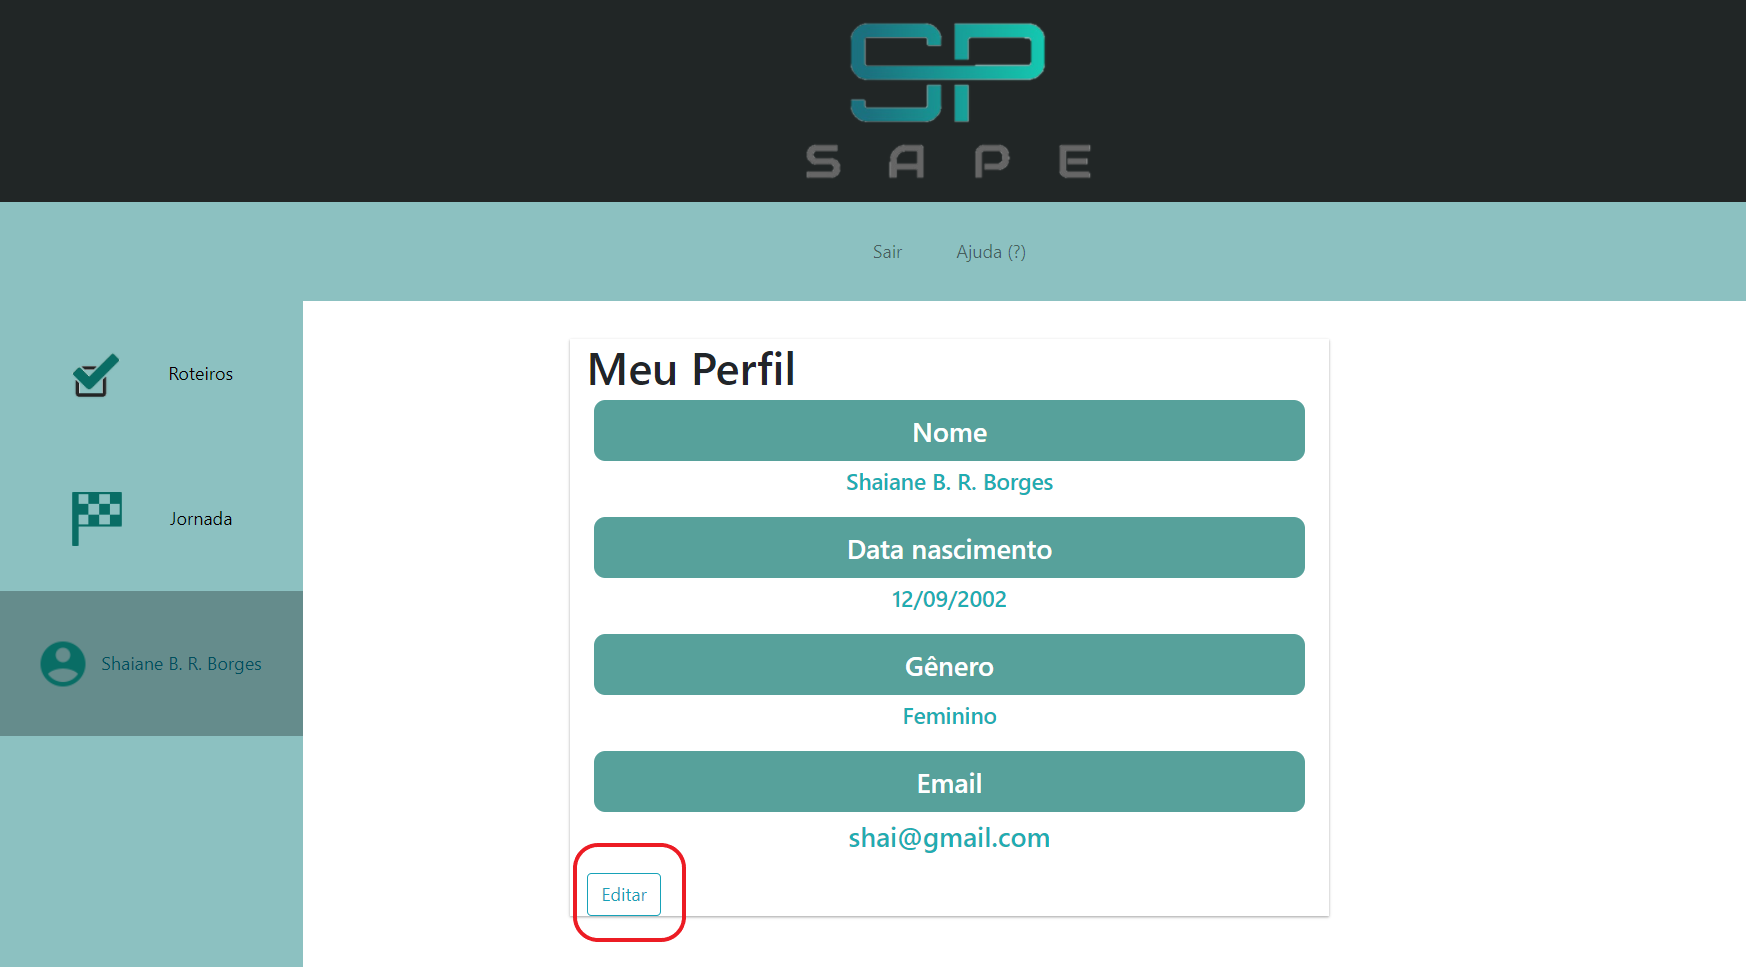 SP
SAPE
Sair Ajuda (?)
Roteiros
Jornada
Shaiane B. R. Borges
Meu Perfil
Nome
Shaiane B. R. Borges
Data nascimento
12/09/2002
Gênero
Feminino
Email
shai@gmail.com
Editar